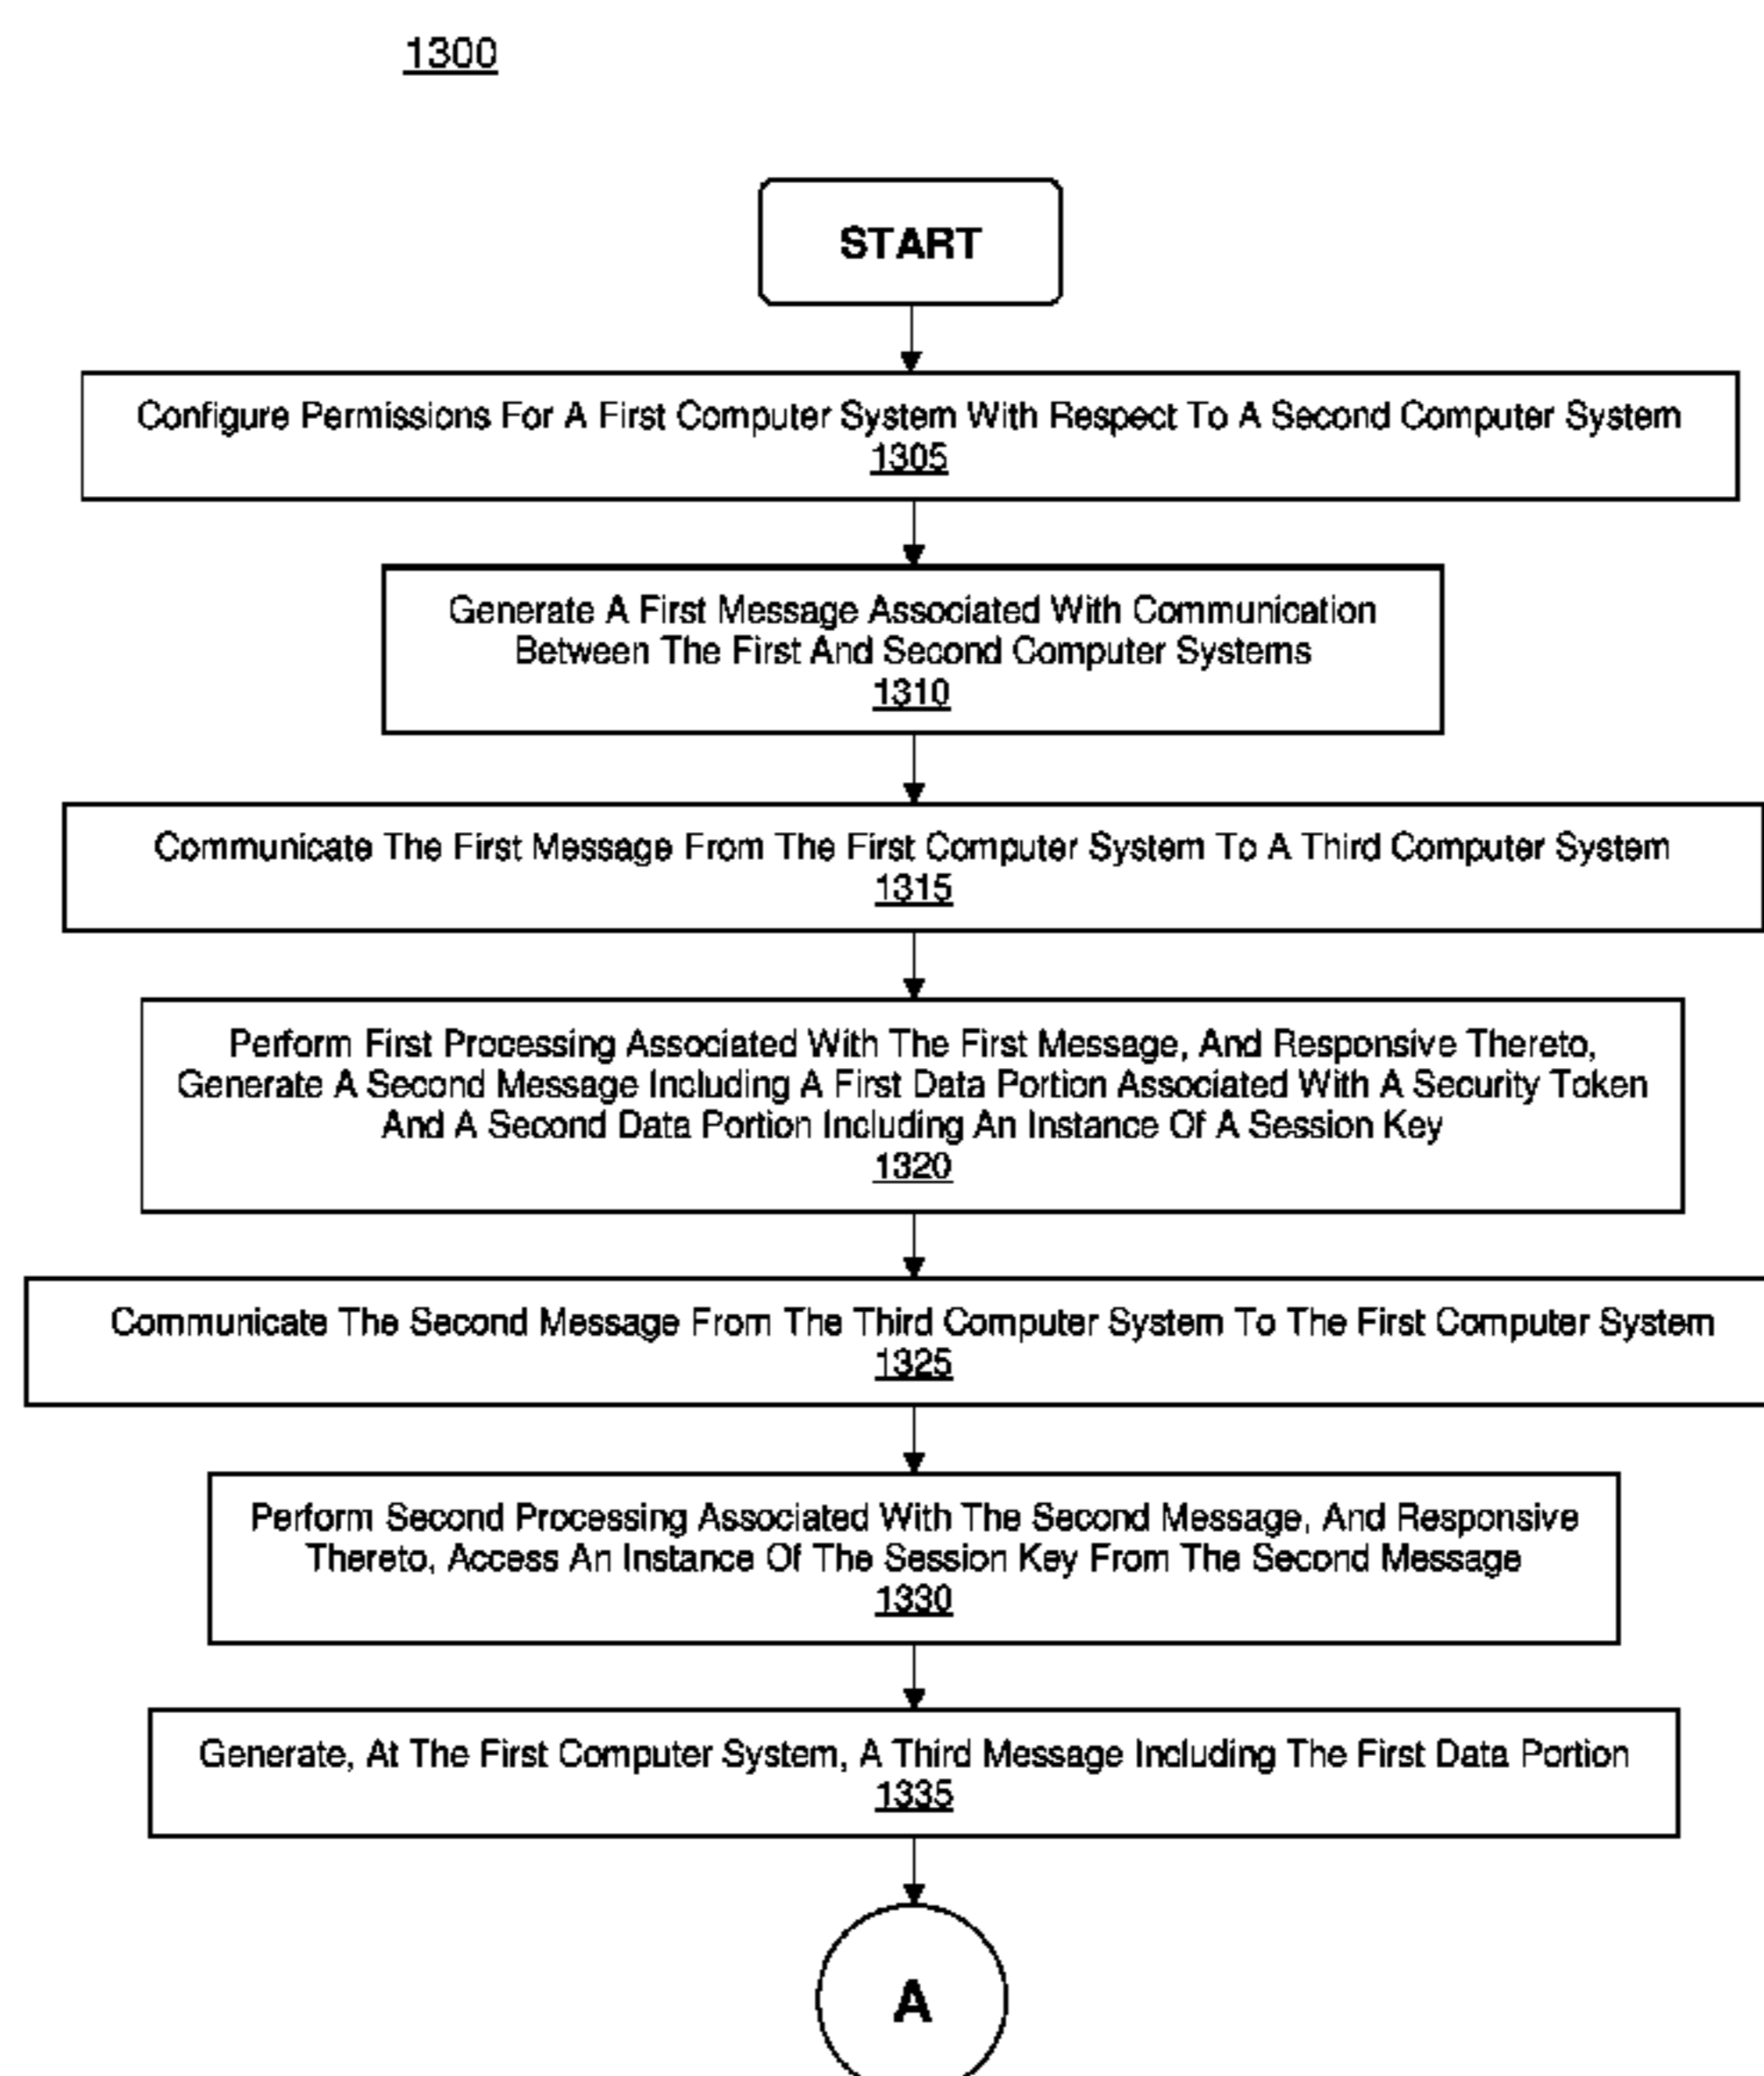 1300
START
Configure Permissions For A First Computer System With Respect To A Second Computer System
1305
Generate A First Message Associated With Communication
Between The First And Second Computer Systems
1310
Communicate The First Message From The First Computer System To A Third Computer System
1315
Perform First Processing Associated With The First Message, And Responsive Thereto,
Generate A Second Message Including A First Data Portion Associated With A Security Token
And A Second Data Portion Including An Instance Of A Session Key
1320
Communicate The Second Message From The Third Computer System To The First Computer System
1325
Perform Second Processing Associated With The Second Message, And Responsive
Thereto, Access An Instance Of The Session Key From The Second Message
1330
Generate, At The First Computer System, A Third Message Including The First Data Portion
1335
A